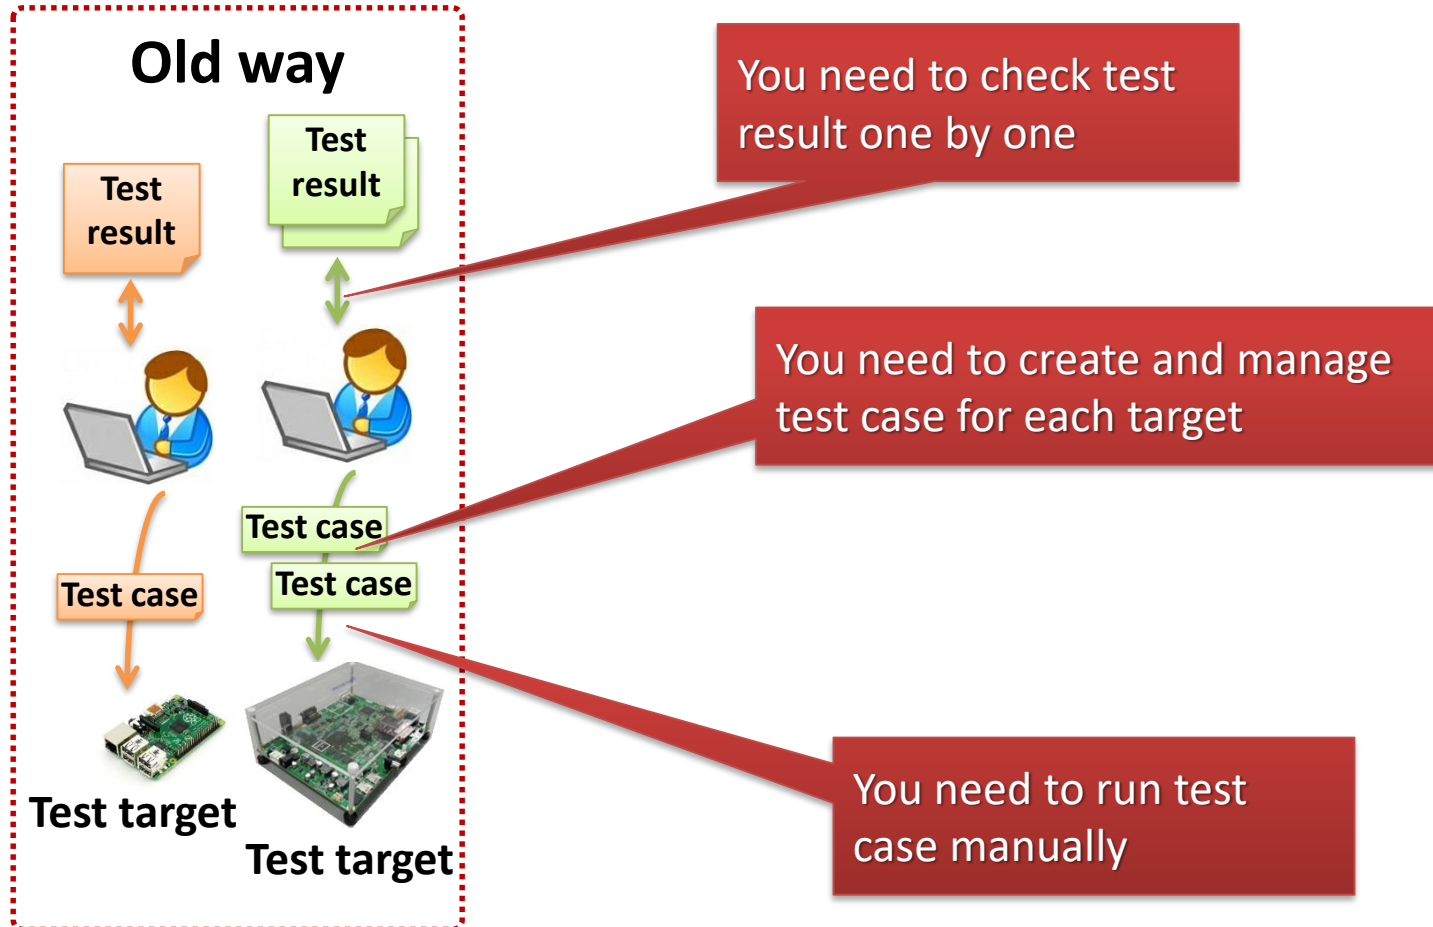 Old way
Test
result
Test
result
Test case
Test case
Test case
Test target
Test target
You need to check test
result one by one
You need to create and manage
test case for each target
You need to run test
case manually